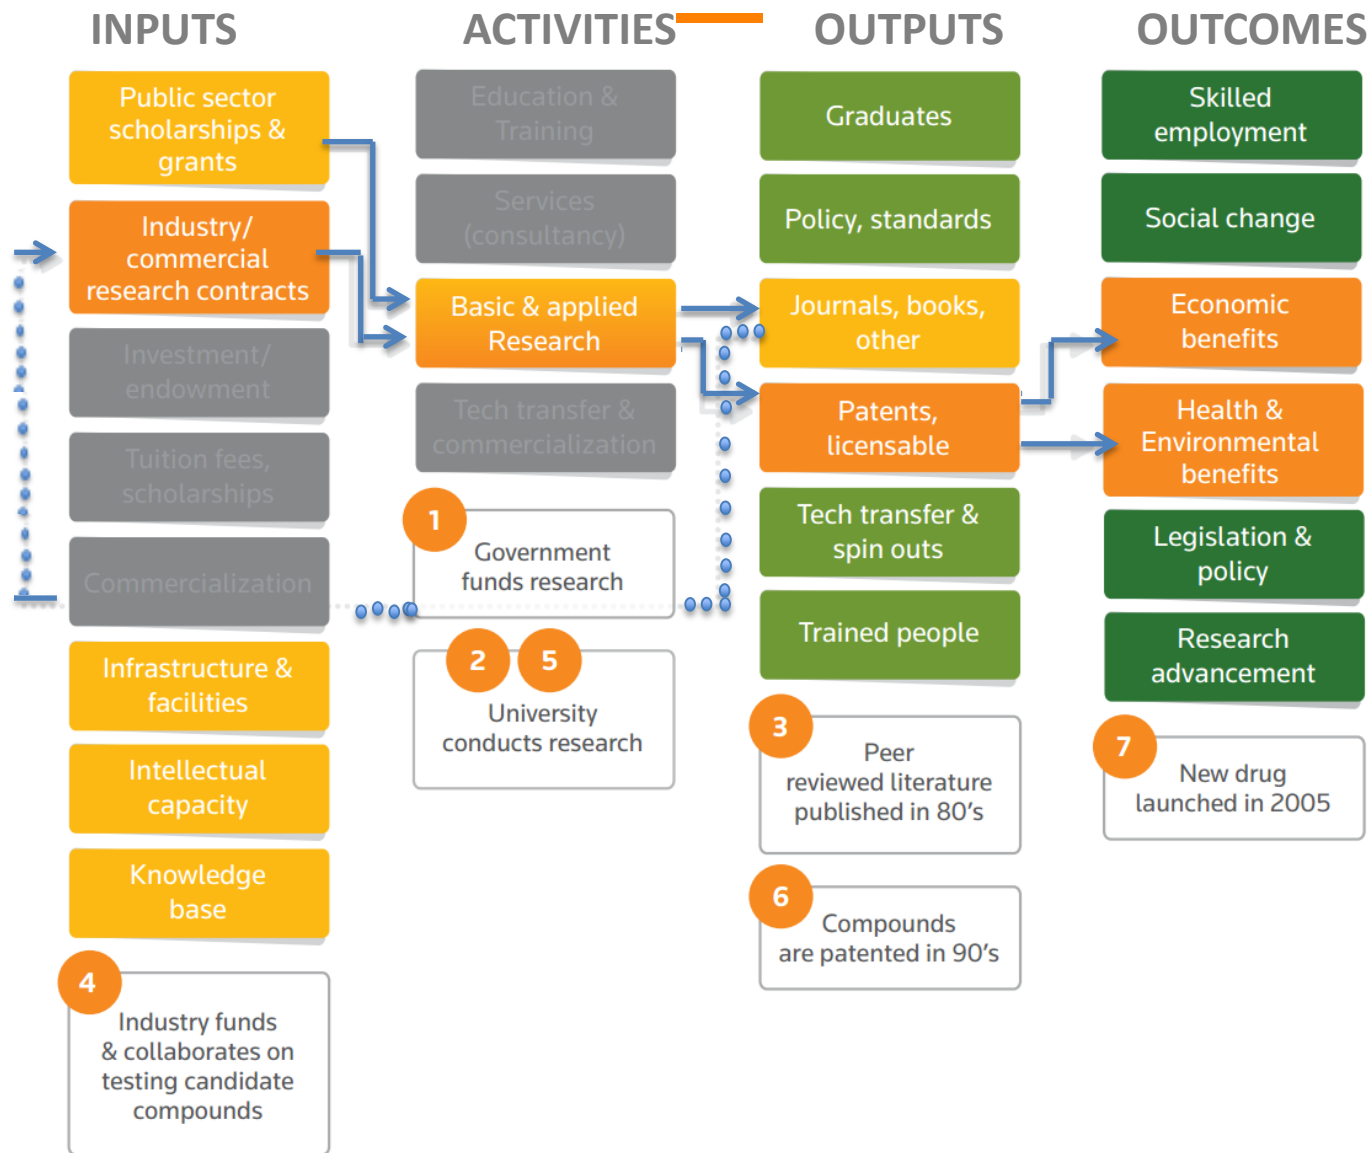 INPUTS
Public sector
scholarships &
grants
Industry/
commercial
research contracts
Investment/
endowment
Tuition fees,
scholarships
Commercialization
Infrastructure &
facilities
Intellectual
capacity
Knowledge
base
4
Industry funds
& collaborates on
testing candidate
compounds
ACTIVITIES
Education &
Training
Services
(consultancy)
Basic & applied
Research
Tech transfer &
commercialization
1
Government
funds research
2 5
University
conducts research
OUTPUTS
Graduates
Policy, standards
Journals, books,
other
Patents,
licensable
Tech transfer &
spin outs
Trained people
3
Peer
reviewed literature
published in 80's
6
Compounds
are patented in 90's
OUTCOMES
Skilled
employment
Social change
Economic
benefits
Health &
Environmental
benefits
Legislation &
policy
Research
advancement
7
New drug
launched in 2005